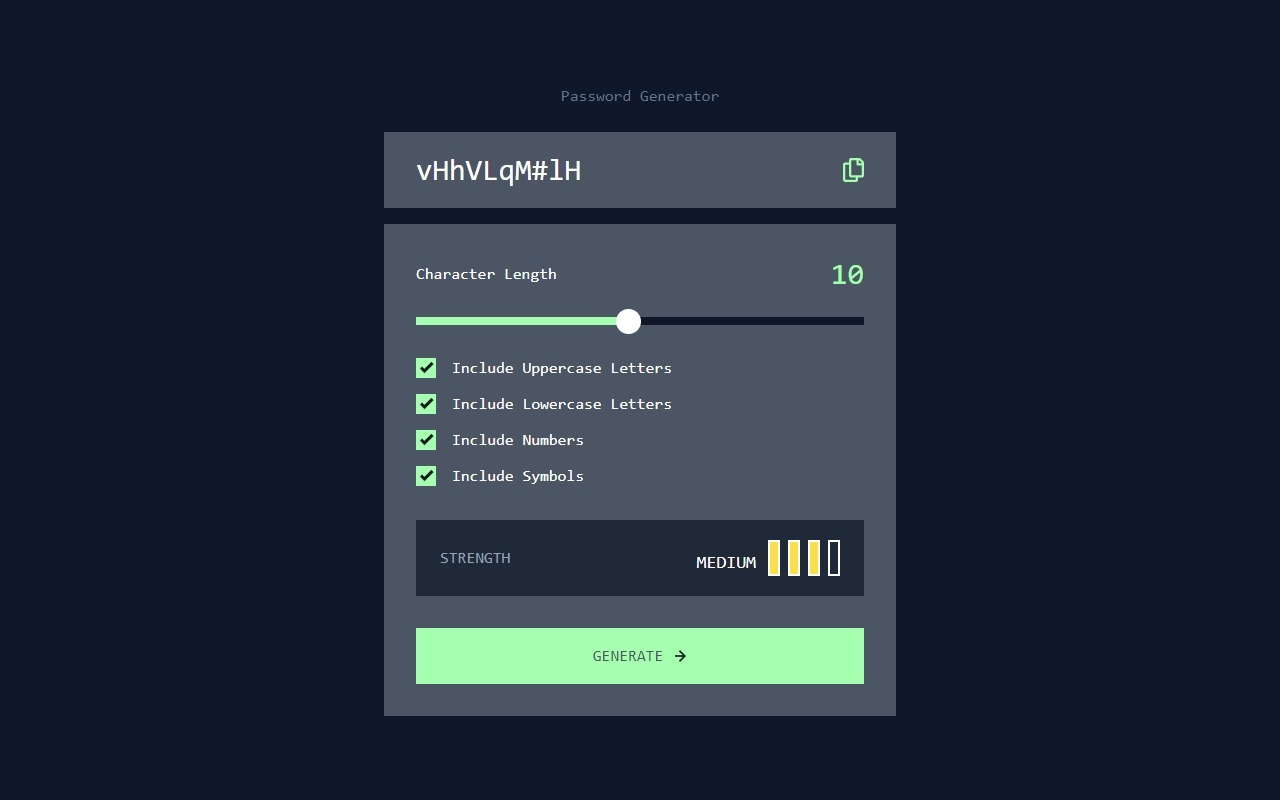 Password Generator
vHhVLqM#lH
Character Length
10
Include Uppercase Letters
Include Lowercase Letters
Include Numbers
Include Symbols
STRENGTH
MEDIUM
GENERATE